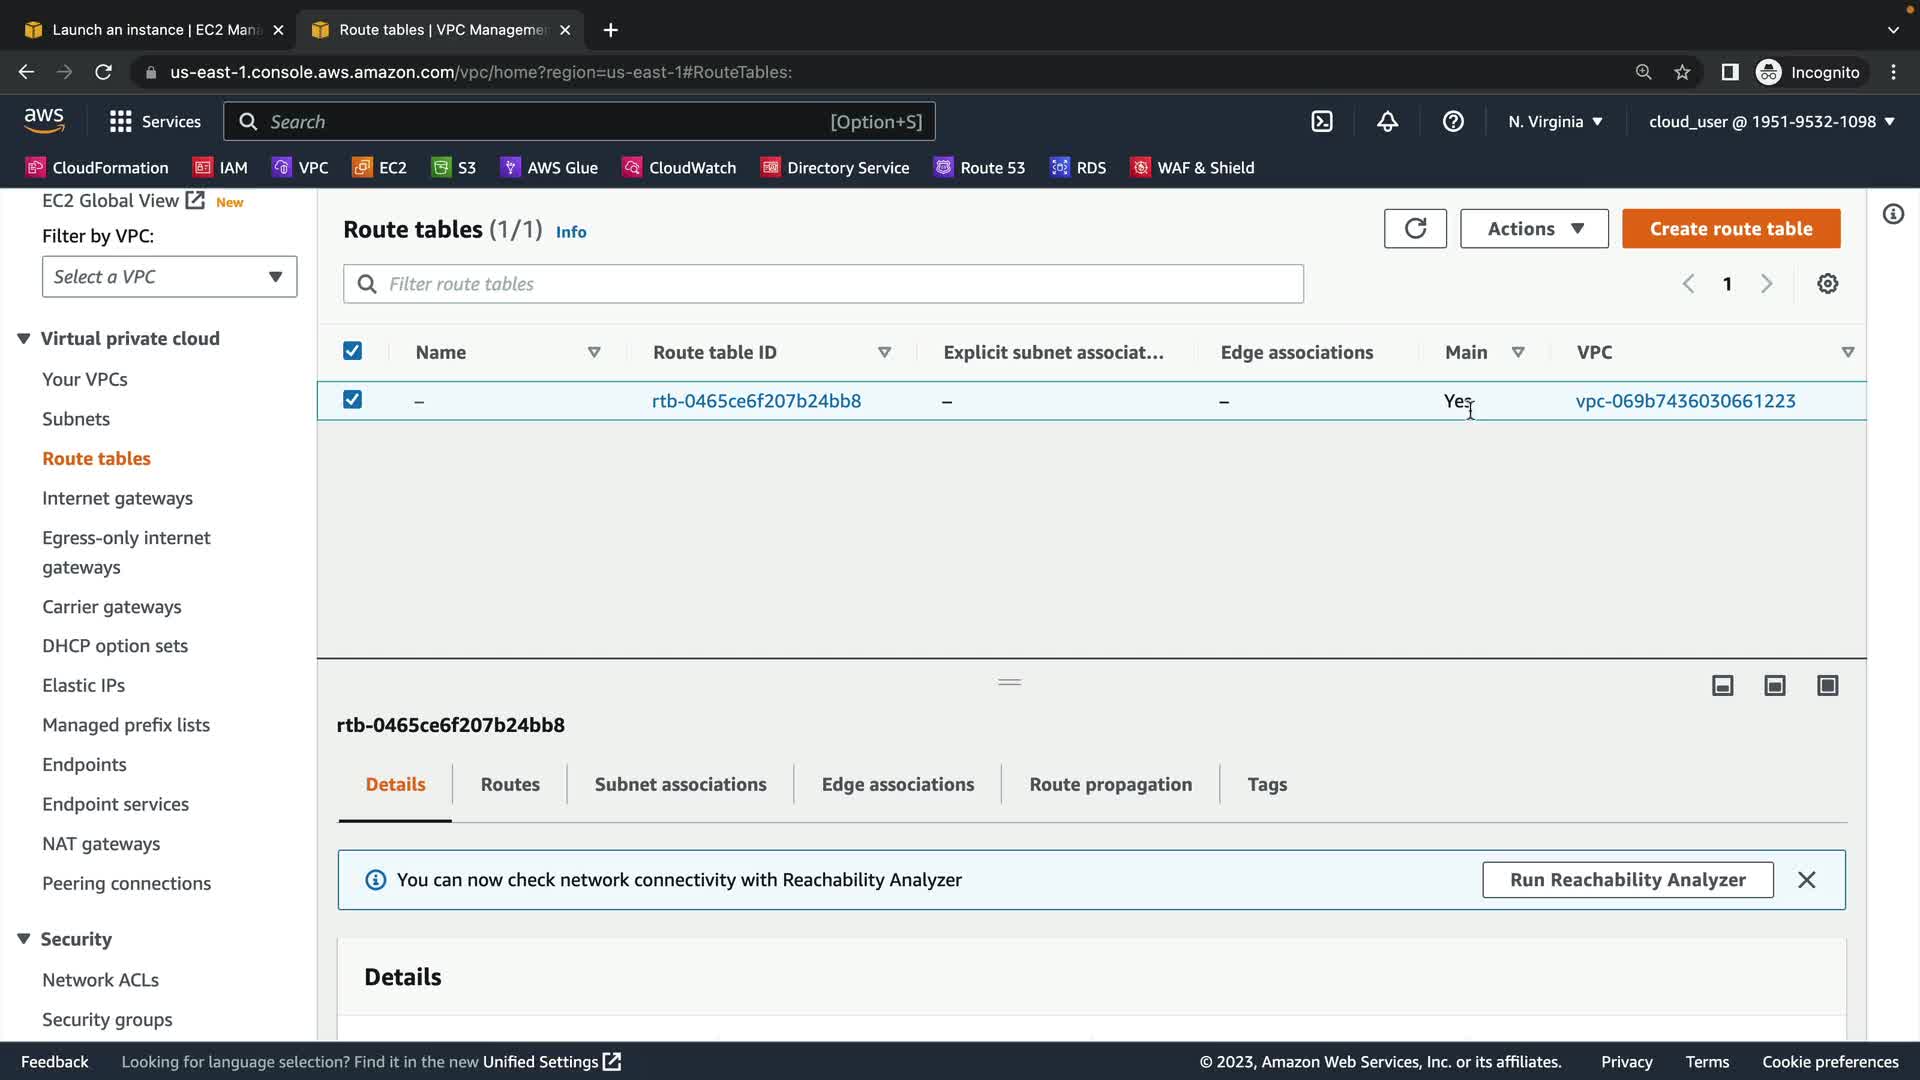 Launch an instance | EC2 Mana
Route tables | VPC Managemen
us-east-1.console.aws.amazon.com/vpc/home?region=us-east-1#RouteTables:
Incognito
aws
Services
Search
[Option+S]
N. Virginia
cloud_user @ 1951-9532-1098
CloudFormation
IAM
VPC
EC2
S3
AWS Glue
CloudWatch
Directory Service
Route 53
RDS
WAF & Shield
EC2 Global View New
Filter by VPC:
Select a VPC
Virtual private cloud
Your VPCs
Subnets
Route tables
Internet gateways
Egress-only internet
gateways
Carrier gateways
DHCP option sets
Elastic IPs
Managed prefix lists
Endpoints
Endpoint services
NAT gateways
Peering connections
Security
Network ACLs
Security groups
Route tables (1/1) Info
Actions
Create route table
Filter route tables
1
Name Route table ID Explicit subnet associat... Edge associations Main VPC
– rtb-0465ce6f207b24bb8 – – Yes vpc-069b7436030661223
rtb-0465ce6f207b24bb8
Details Routes Subnet associations Edge associations Route propagation Tags
You can now check network connectivity with Reachability Analyzer
Run Reachability Analyzer
Details
Feedback
Looking for language selection? Find it in the new Unified Settings
© 2023, Amazon Web Services, Inc. or its affiliates.
Privacy
Terms
Cookie preferences